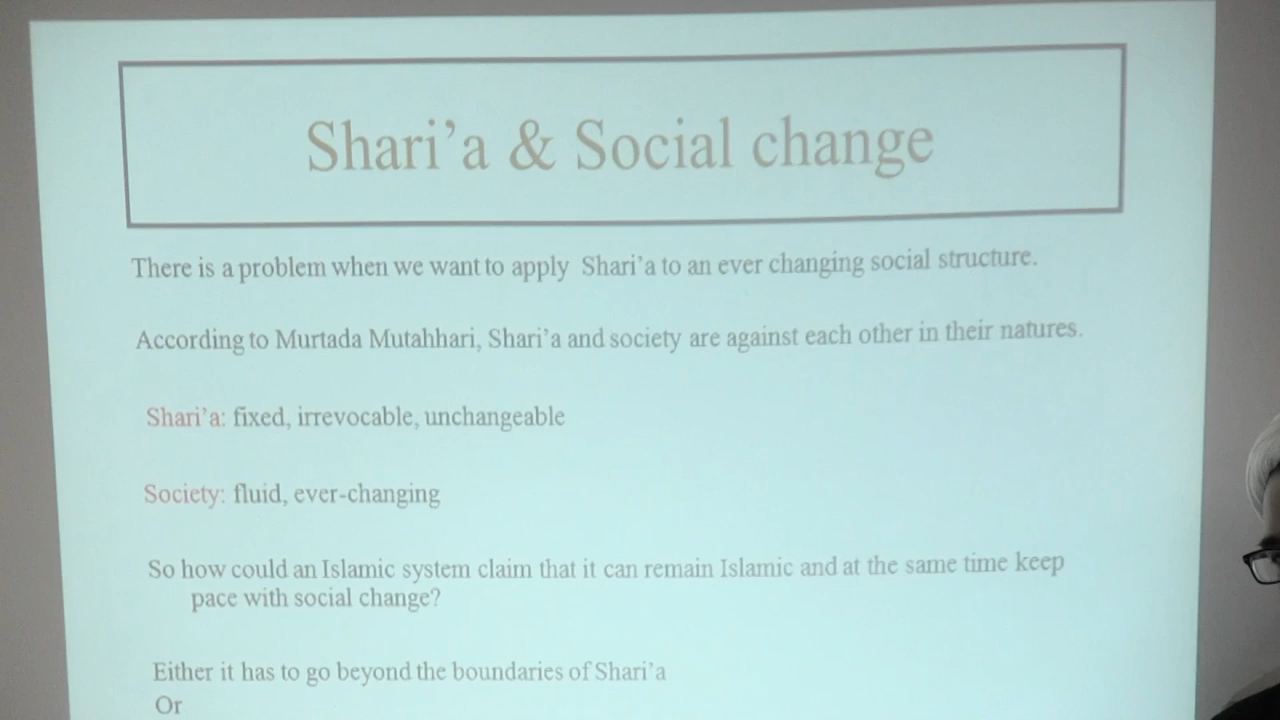 Shari'a & Social change
There is a problem when we want to apply Shari'a to an ever changing social structure.
According to Murtada Mutahhari, Shari'a and society are against each other in their natures.
Shari'a: fixed, irrevocable, unchangeable
Society: fluid, ever-changing
So how could an Islamic system claim that it can remain Islamic and at the same time keep
pace with social change?
Either it has to go beyond the boundaries of Shari'a
Or